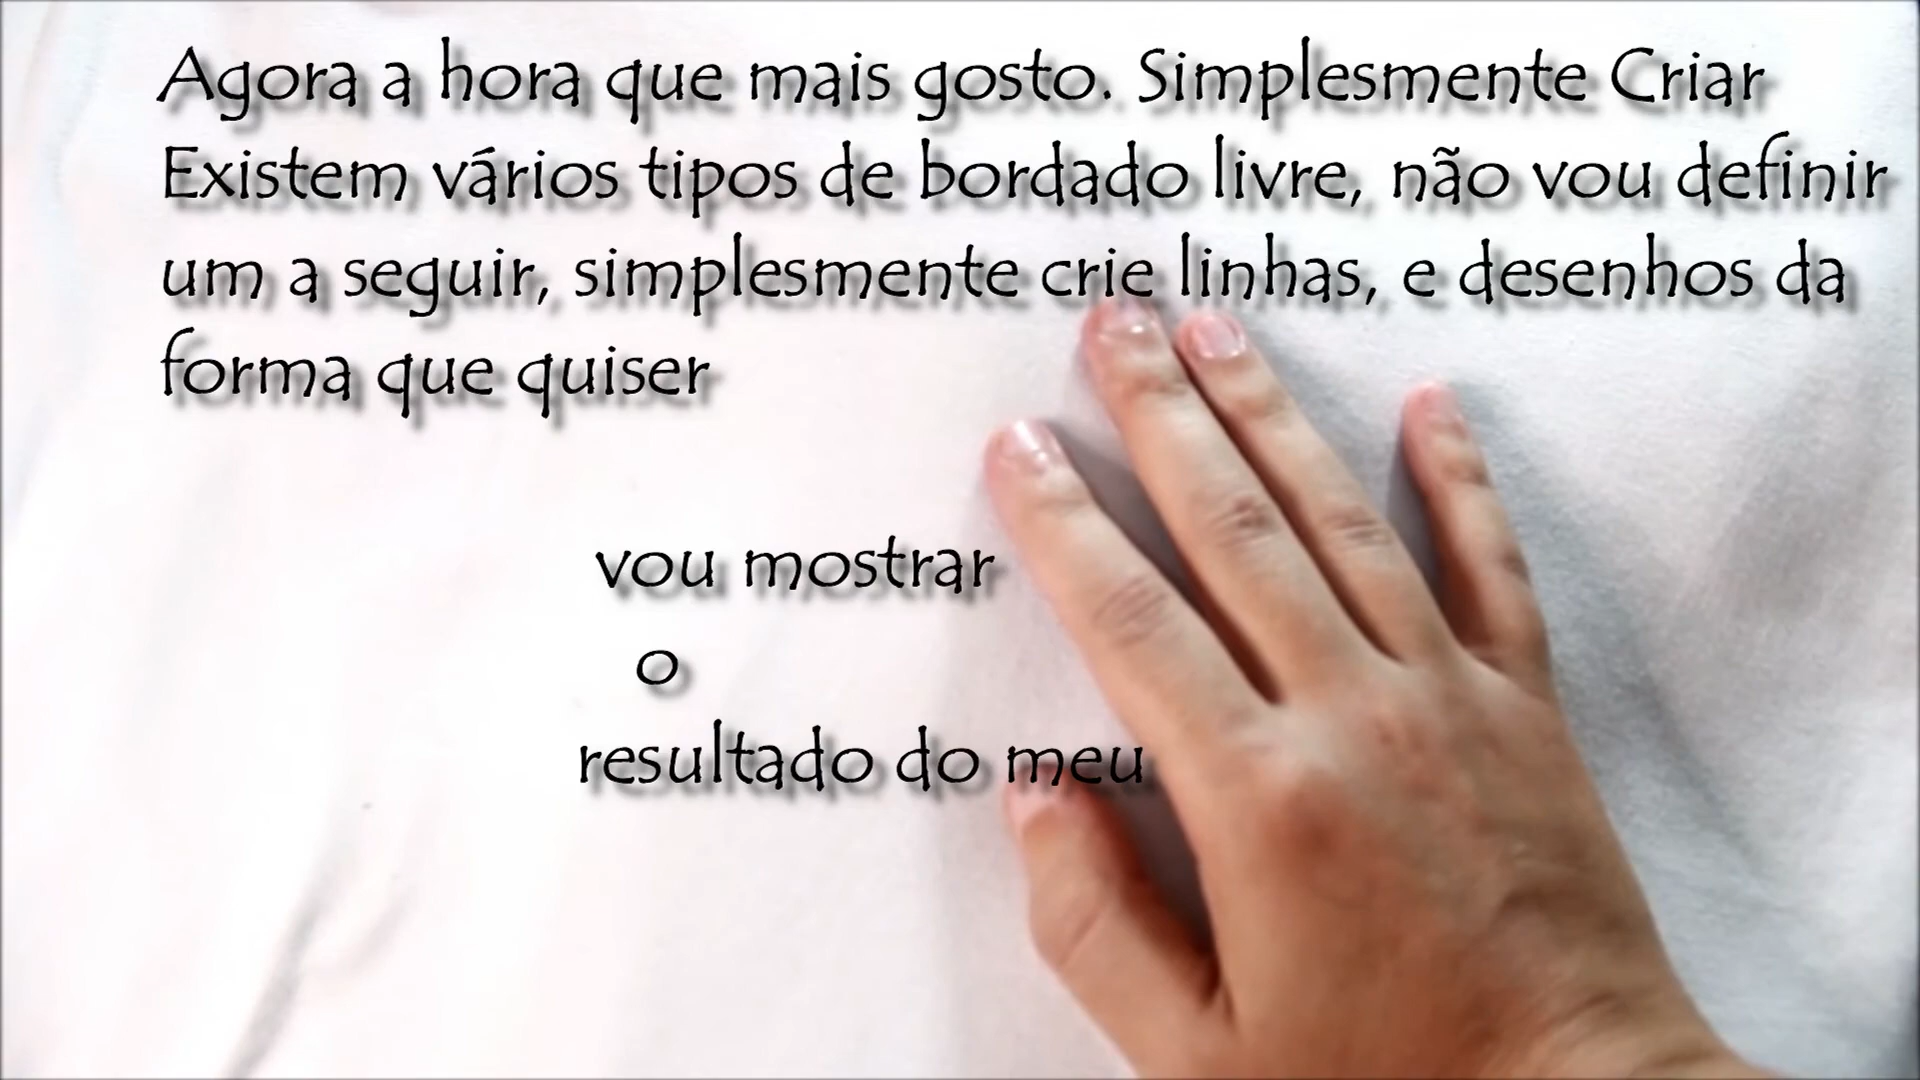 Agora a hora que mais gosto. Simplesmente Criar
Existem vários tipos de bordado livre, não vou definir
um a seguir, simplesmente crie linhas, e desenhos da
forma que quiser
vou mostrar
o
resultado do meu